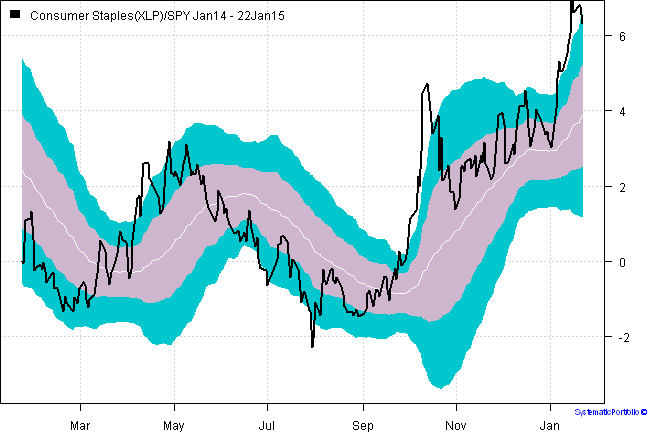 Consumer Staples(XLP)/SPY Jan14 - 22Jan15
6
4
2
0
-2
Mar May Jul Sep Nov Jan
SystematicPortfolio ©